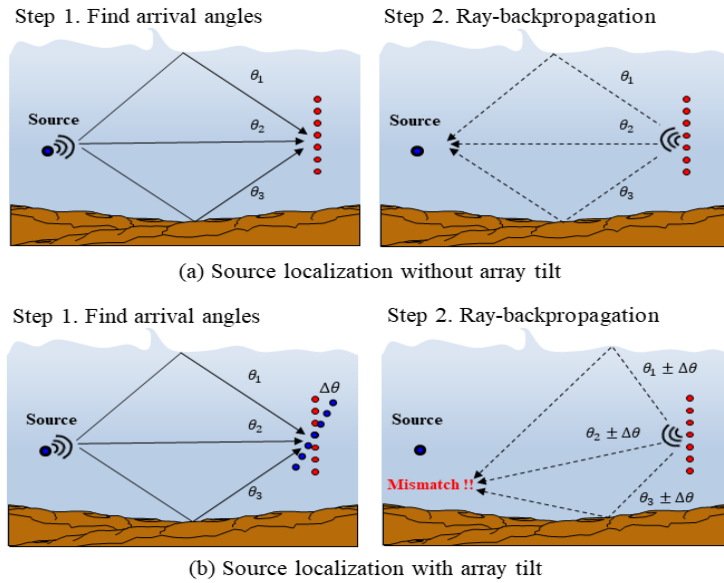 Step 1. Find arrival angles
Step 2. Ray-backpropagation
θ1
Source
θ2
θ3
θ1
Source
θ2
θ3
(a) Source localization without array tilt
Step 1. Find arrival angles
Step 2. Ray-backpropagation
θ1
Δθ
Source
θ2
θ3
θ1 ± Δθ
Source
θ2 ± Δθ
Mismatch !!
θ3 ± Δθ
(b) Source localization with array tilt